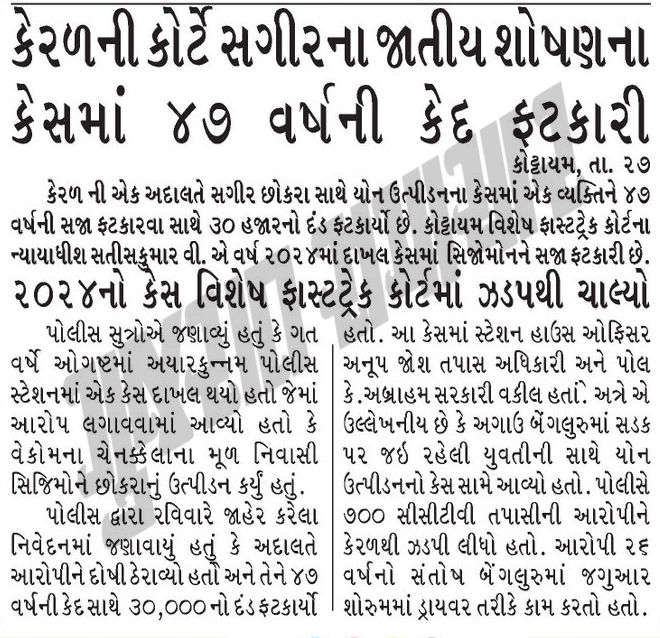 કેરળની કોર્ટે સગીરના જાતીય શોષણના
કેસમાં ૪૭ વર્ષની કેદ ફટકારી
કોટ્ટાયમ, તા. ૨૭
કેરળ ની એક અદાલતે સગીર છોકરા સાથે યોન ઉત્પીડનના કેસમાં એક વ્યક્તિને ૪૭
વર્ષની સજા ફટકારવા સાથે ૩૦ હજારનો દંડ ફટકાર્યો છે. કોટ્ટાયમ વિશેષ ફાસ્ટટ્રેક કોર્ટના
ન્યાયાધીશ સતીસકુમાર વી. એ વર્ષ ૨૦૨૪માં દાખલ કેસમાં સિજોમોનને સજા ફટકારી છે.
૨૦૨૪નો કેસ વિશેષ ફાસ્ટટ્રેક કોર્ટમાં ઝડપથી ચાલ્યો
પોલીસ સુત્રોએ જણાવ્યું હતું કે ગત
વર્ષે ઓગષ્ટમાં અયારકુન્નમ પોલીસ
સ્ટેશનમાં એક કેસ દાખલ થયો હતો જેમાં
આરોપ લગાવવામાં આવ્યો હતો કે
વેકોમના ચેનક્કેલાના મૂળ નિવાસી
સિજિમોને છોકરાનું ઉત્પીડન કર્યું હતું.
પોલીસ દ્વારા રવિવારે જાહેર કરેલા
નિવેદનમાં જણાવાયું હતું કે અદાલતે
આરોપીને દોષી ઠેરાવ્યો હતો અને તેને ૪૭
વર્ષની કેદ સાથે ૩૦,૦૦૦ નો દંડ ફટકાર્યો
હતો. આ કેસમાં સ્ટેશન હાઉસ ઓફિસર
અનૂપ જોશ તપાસ અધિકારી અને પોલ
કે. અબ્રાહમ સરકારી વકીલ હતાં. અત્રે એ
ઉલ્લેખનીય છે કે અગાઉ બેંગલુરુમાં સડક
પર જઇ રહેલી યુવતીની સાથે યોન
ઉત્પીડનનો કેસ સામે આવ્યો હતો. પોલીસે
૭૦૦ સીસીટીવી તપાસીની આરોપીને
કેરળથી ઝડપી લીધો હતો. આરોપી ૨૬
વર્ષનો સંતોષ બેંગલુરુમાં જગુઆર
શોરુમમાં ડ્રાયવર તરીકે કામ કરતો હતો.
ગુજરાત સમાચાર